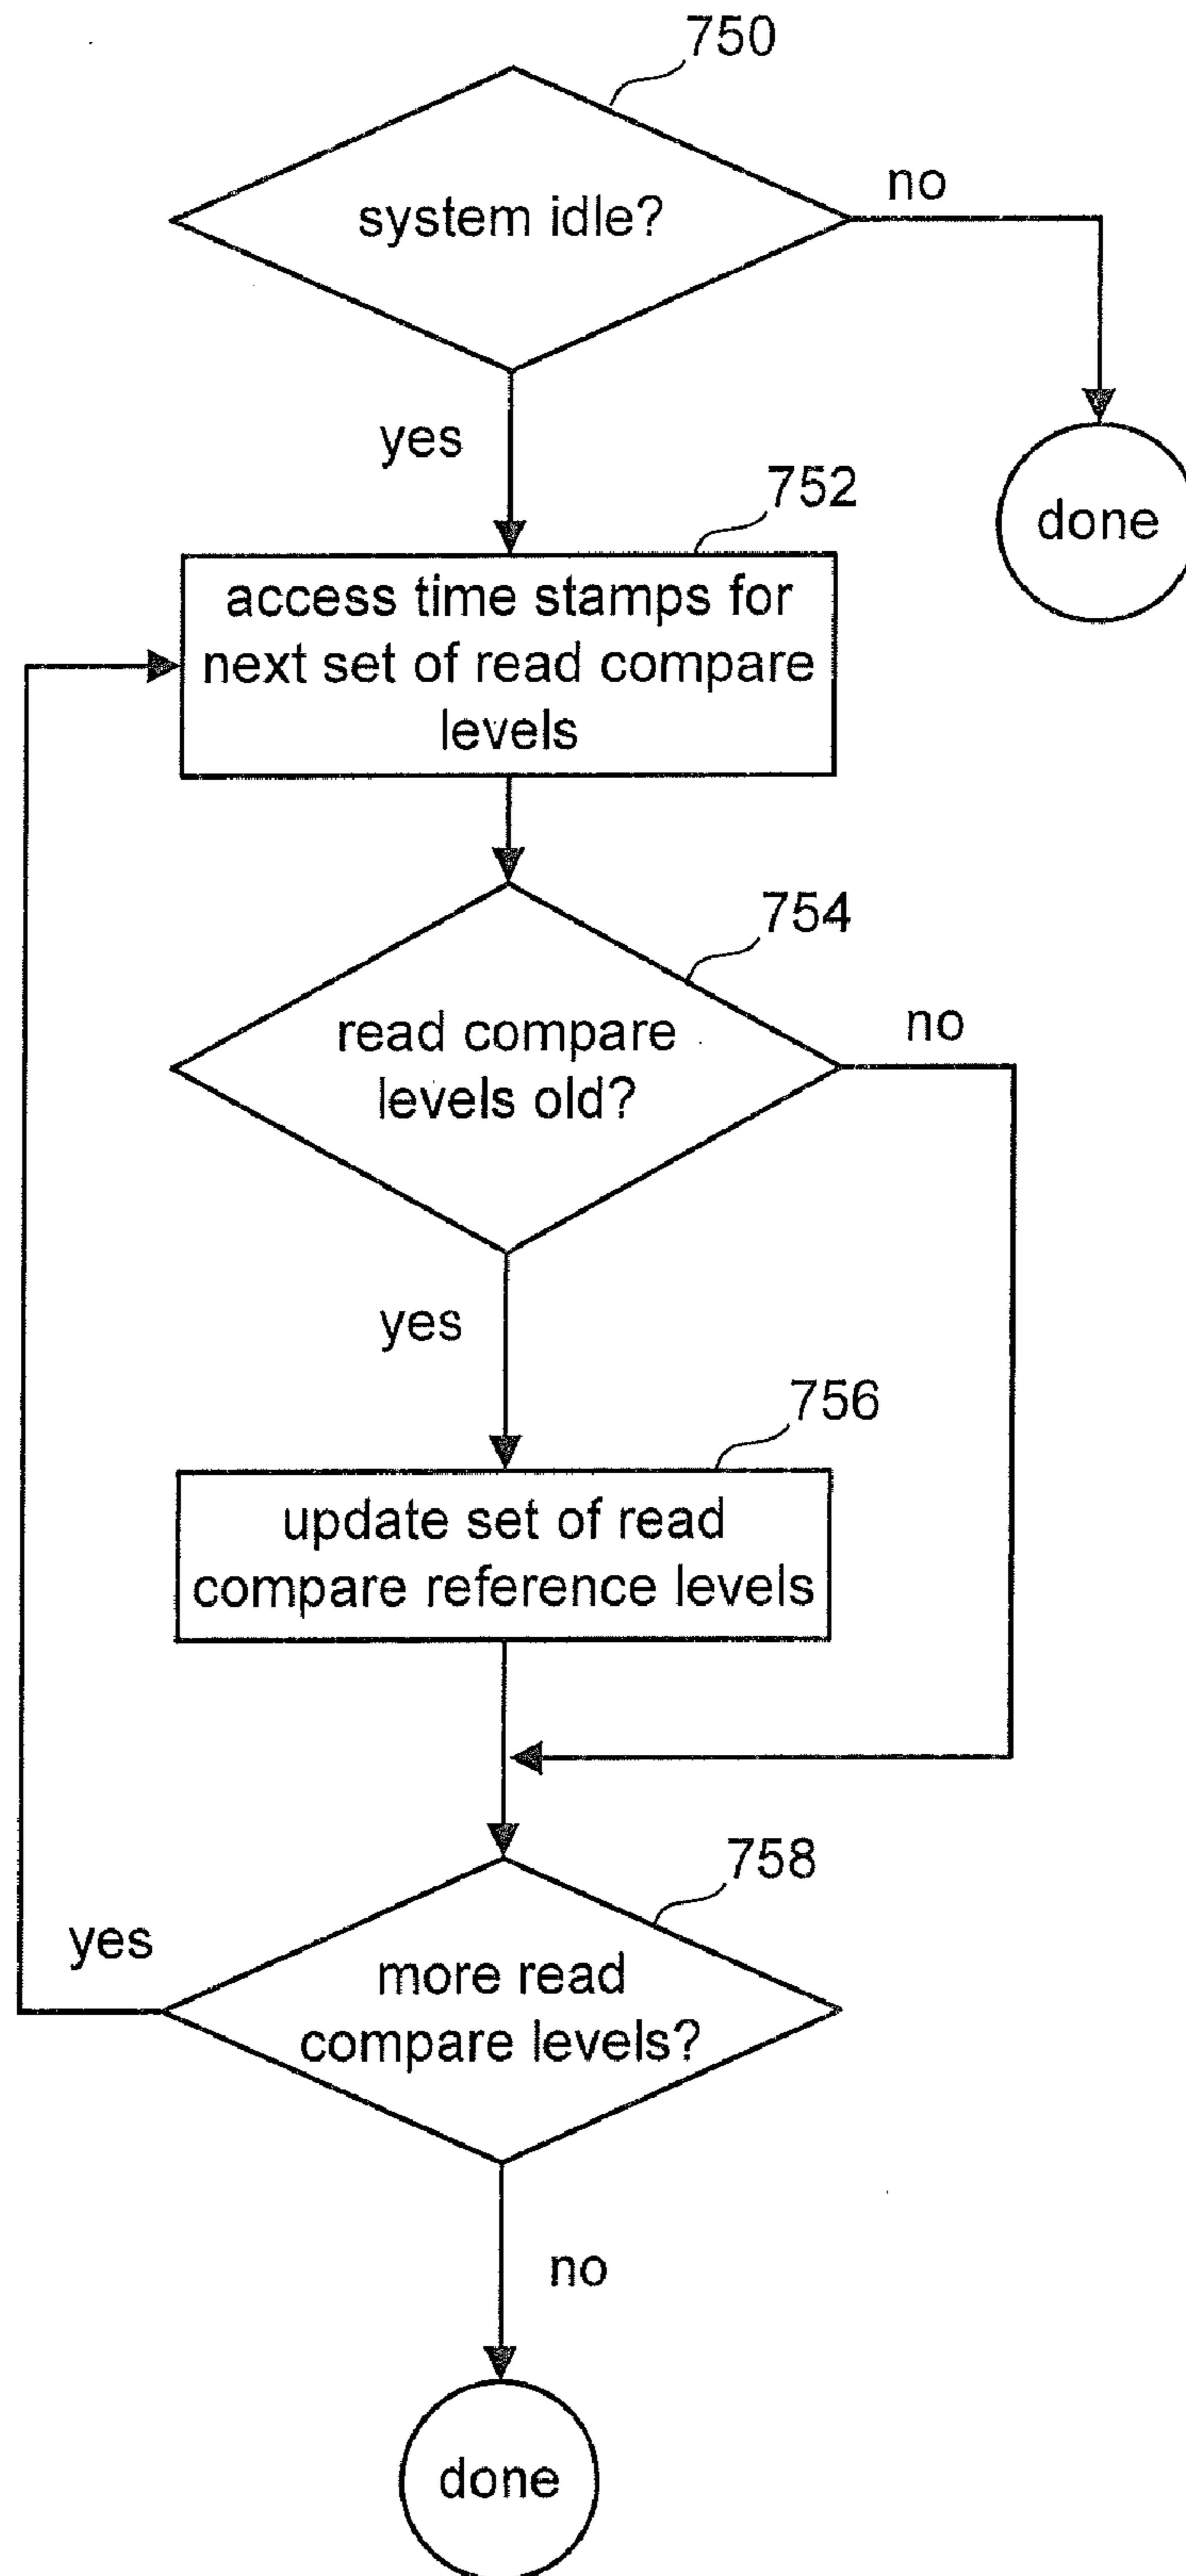 750
system idle?
no
yes
done
752
access time stamps for
next set of read compare
levels
754
read compare
levels old?
no
yes
756
update set of read
compare reference levels
758
yes
more read
compare levels?
no
done